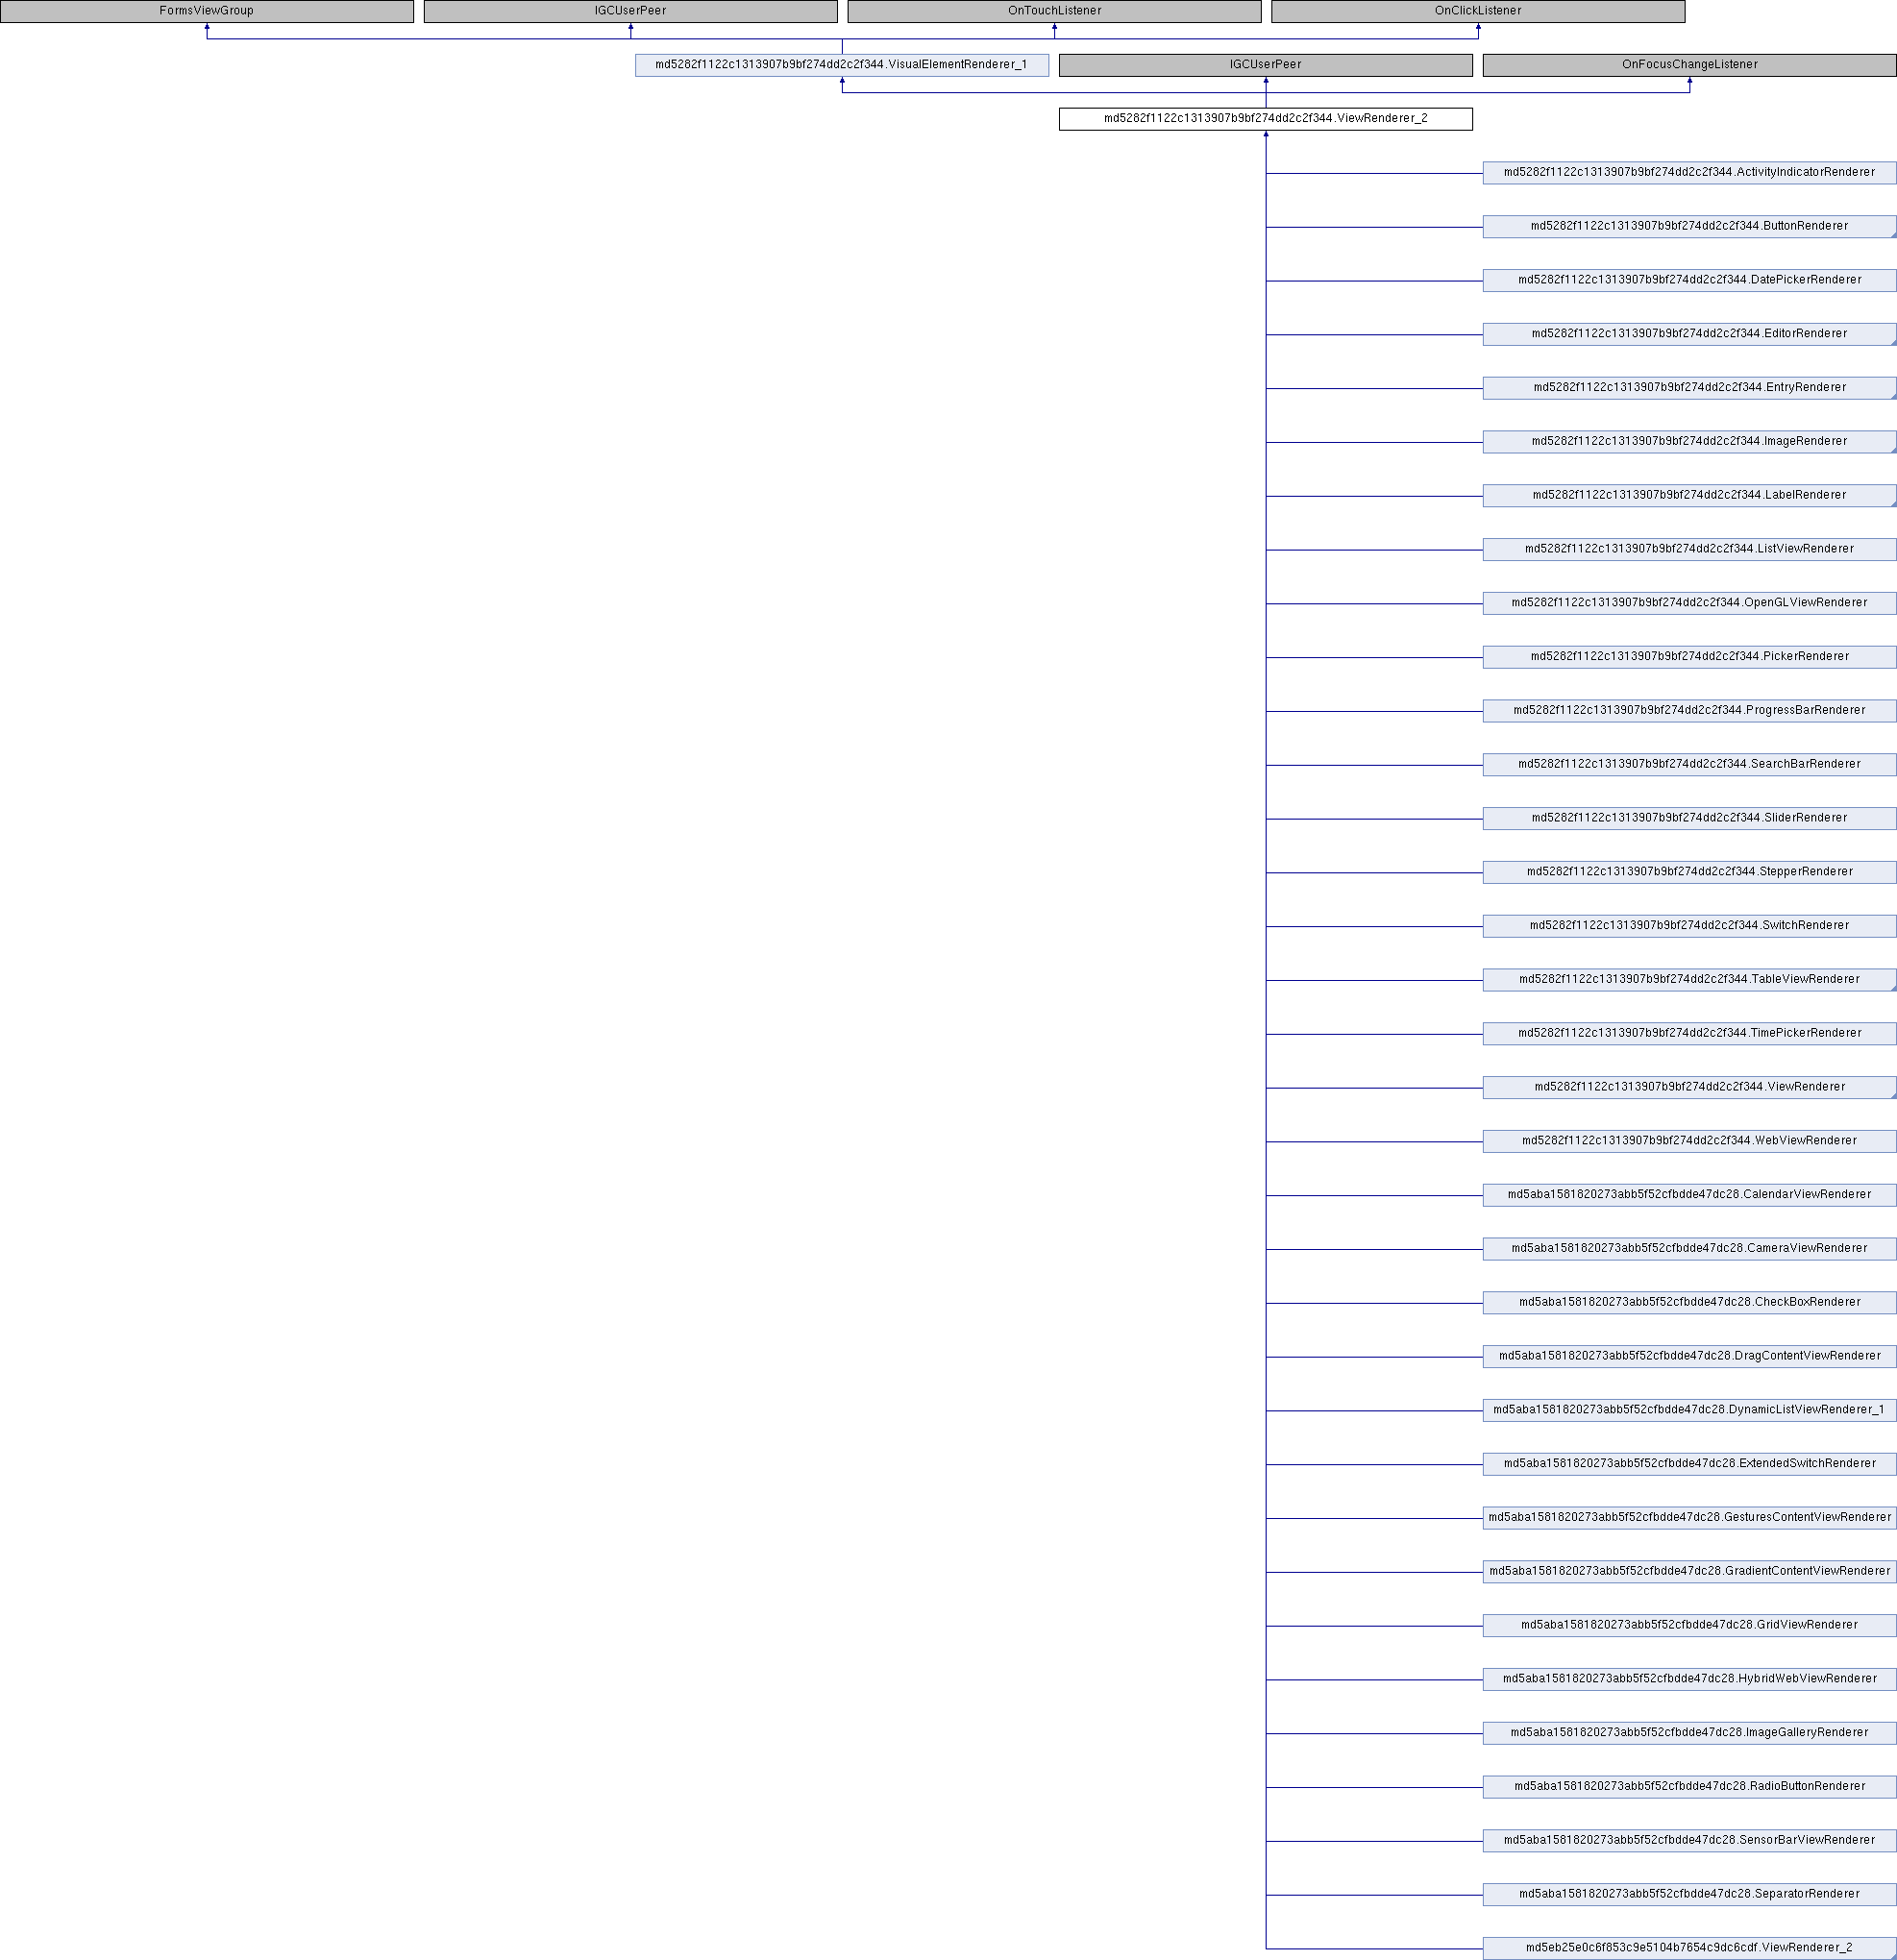 FormsViewGroup
IGCUserPeer
OnTouchListener
OnClickListener
md5282f1122c1313907b9bf274dd2c2f344.VisualElementRenderer_1
IGCUserPeer
OnFocusChangeListener
md5282f1122c1313907b9bf274dd2c2f344.ViewRenderer_2
md5282f1122c1313907b9bf274dd2c2f344.ActivityIndicatorRenderer
md5282f1122c1313907b9bf274dd2c2f344.ButtonRenderer
md5282f1122c1313907b9bf274dd2c2f344.DatePickerRenderer
md5282f1122c1313907b9bf274dd2c2f344.EditorRenderer
md5282f1122c1313907b9bf274dd2c2f344.EntryRenderer
md5282f1122c1313907b9bf274dd2c2f344.ImageRenderer
md5282f1122c1313907b9bf274dd2c2f344.LabelRenderer
md5282f1122c1313907b9bf274dd2c2f344.ListViewRenderer
md5282f1122c1313907b9bf274dd2c2f344.OpenGLViewRenderer
md5282f1122c1313907b9bf274dd2c2f344.PickerRenderer
md5282f1122c1313907b9bf274dd2c2f344.ProgressBarRenderer
md5282f1122c1313907b9bf274dd2c2f344.SearchBarRenderer
md5282f1122c1313907b9bf274dd2c2f344.SliderRenderer
md5282f1122c1313907b9bf274dd2c2f344.StepperRenderer
md5282f1122c1313907b9bf274dd2c2f344.SwitchRenderer
md5282f1122c1313907b9bf274dd2c2f344.TableViewRenderer
md5282f1122c1313907b9bf274dd2c2f344.TimePickerRenderer
md5282f1122c1313907b9bf274dd2c2f344.ViewRenderer
md5282f1122c1313907b9bf274dd2c2f344.WebViewRenderer
md5aba1581820273abb5f52cfbdde47dc28.CalendarViewRenderer
md5aba1581820273abb5f52cfbdde47dc28.CameraViewRenderer
md5aba1581820273abb5f52cfbdde47dc28.CheckBoxRenderer
md5aba1581820273abb5f52cfbdde47dc28.DragContentViewRenderer
md5aba1581820273abb5f52cfbdde47dc28.DynamicListViewRenderer_1
md5aba1581820273abb5f52cfbdde47dc28.ExtendedSwitchRenderer
md5aba1581820273abb5f52cfbdde47dc28.GesturesContentViewRenderer
md5aba1581820273abb5f52cfbdde47dc28.GradientContentViewRenderer
md5aba1581820273abb5f52cfbdde47dc28.GridViewRenderer
md5aba1581820273abb5f52cfbdde47dc28.HybridWebViewRenderer
md5aba1581820273abb5f52cfbdde47dc28.ImageGalleryRenderer
md5aba1581820273abb5f52cfbdde47dc28.RadioButtonRenderer
md5aba1581820273abb5f52cfbdde47dc28.SensorBarViewRenderer
md5aba1581820273abb5f52cfbdde47dc28.SeparatorRenderer
md5eb25e0c6f853c9e5104b7654c9dc6cdf.ViewRenderer_2